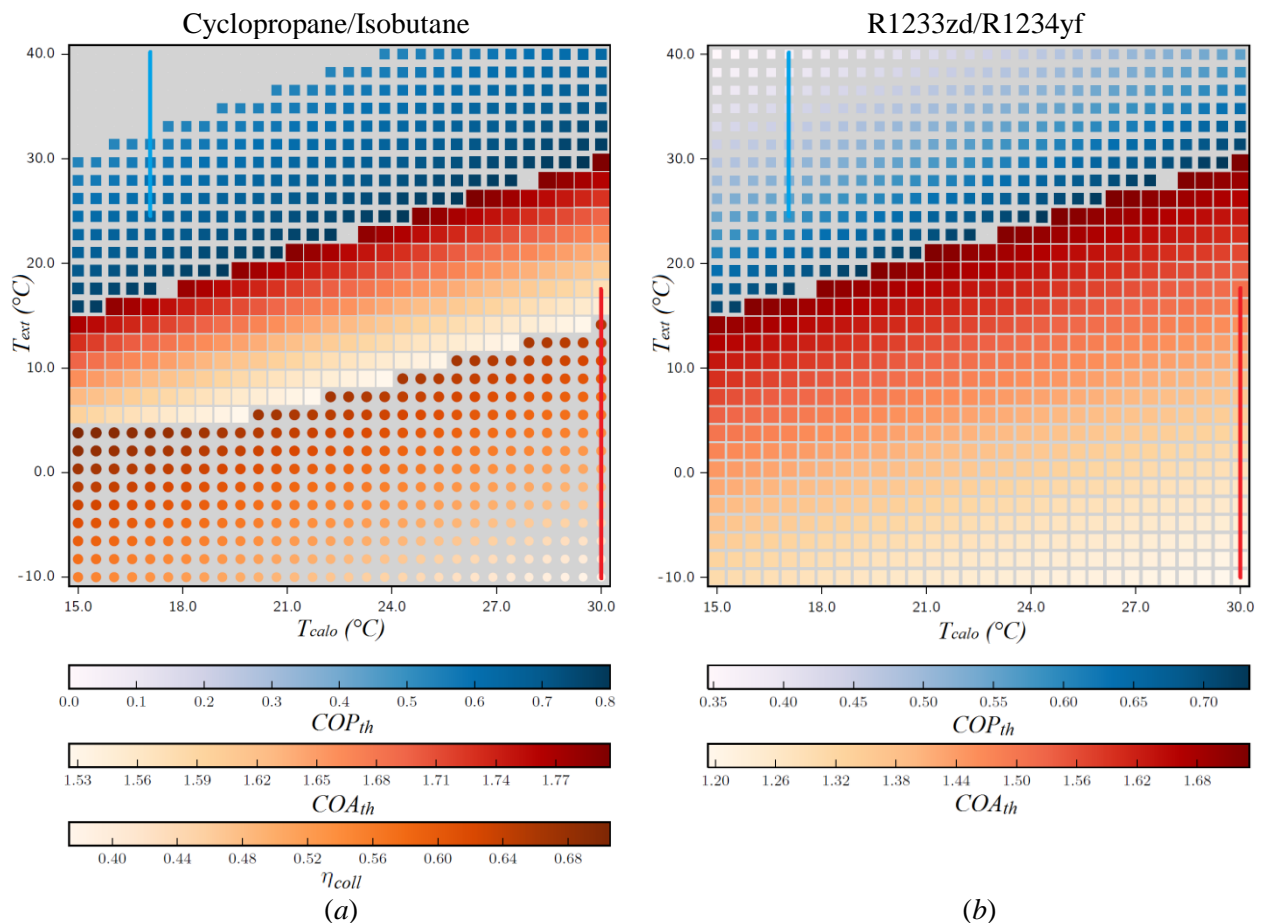 Cyclopropane/Isobutane
40.0
30.0
20.0
10.0
0.0
-10.0
T_ext (°C)
15.0 18.0 21.0 24.0 27.0 30.0
T_calo (°C)
0.0 0.1 0.2 0.3 0.4 0.5 0.6 0.7 0.8
COP_th
1.53 1.56 1.59 1.62 1.65 1.68 1.71 1.74 1.77
COA_th
0.40 0.44 0.48 0.52 0.56 0.60 0.64 0.68
η_coll
(a)
R1233zd/R1234yf
40.0
30.0
20.0
10.0
0.0
-10.0
T_ext (°C)
15.0 18.0 21.0 24.0 27.0 30.0
T_calo (°C)
0.35 0.40 0.45 0.50 0.55 0.60 0.65 0.70
COP_th
1.20 1.26 1.32 1.38 1.44 1.50 1.56 1.62 1.68
COA_th
(b)